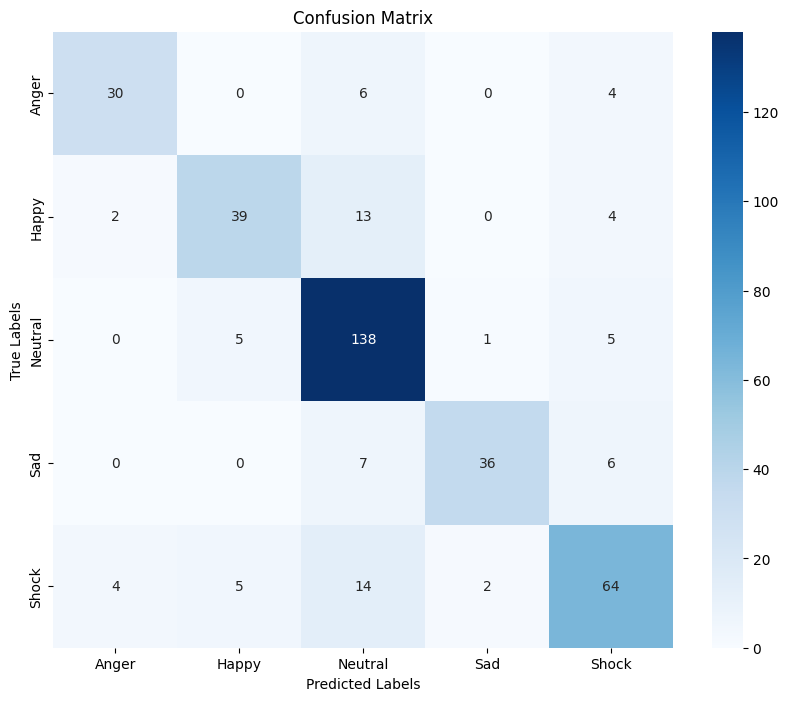 Confusion Matrix
True Labels
Anger
30 0 6 0 4
Happy
2 39 13 0 4
Neutral
0 5 138 1 5
Sad
0 0 7 36 6
Shock
4 5 14 2 64
Anger Happy Neutral Sad Shock
Predicted Labels
120
100
80
60
40
20
0